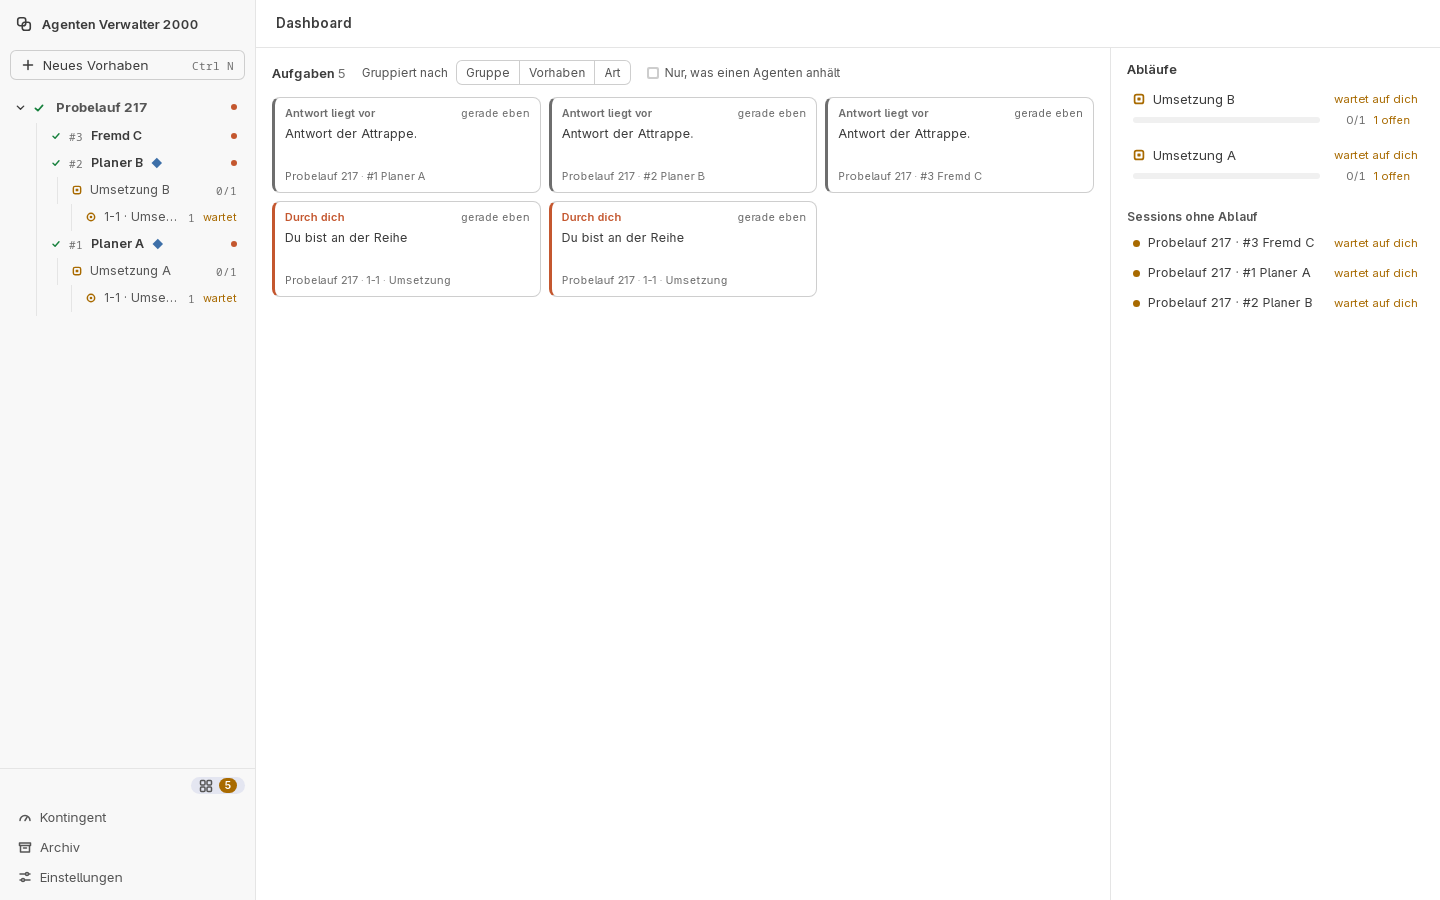 Agenten Verwalter 2000
Neues Vorhaben Ctrl N
Probelauf 217
#3 Fremd C
#2 Planer B
Umsetzung B 0/1
1-1 · Umse… 1 wartet
#1 Planer A
Umsetzung A 0/1
1-1 · Umse… 1 wartet
5
Kontingent
Archiv
Einstellungen
Dashboard
Aufgaben 5 Gruppiert nach Gruppe Vorhaben Art Nur, was einen Agenten anhält
Antwort liegt vor gerade eben
Antwort der Attrappe.
Probelauf 217 · #1 Planer A
Antwort liegt vor gerade eben
Antwort der Attrappe.
Probelauf 217 · #2 Planer B
Antwort liegt vor gerade eben
Antwort der Attrappe.
Probelauf 217 · #3 Fremd C
Durch dich gerade eben
Du bist an der Reihe
Probelauf 217 · 1-1 · Umsetzung
Durch dich gerade eben
Du bist an der Reihe
Probelauf 217 · 1-1 · Umsetzung
Abläufe
Umsetzung B wartet auf dich
0/1 1 offen
Umsetzung A wartet auf dich
0/1 1 offen
Sessions ohne Ablauf
Probelauf 217 · #3 Fremd C wartet auf dich
Probelauf 217 · #1 Planer A wartet auf dich
Probelauf 217 · #2 Planer B wartet auf dich